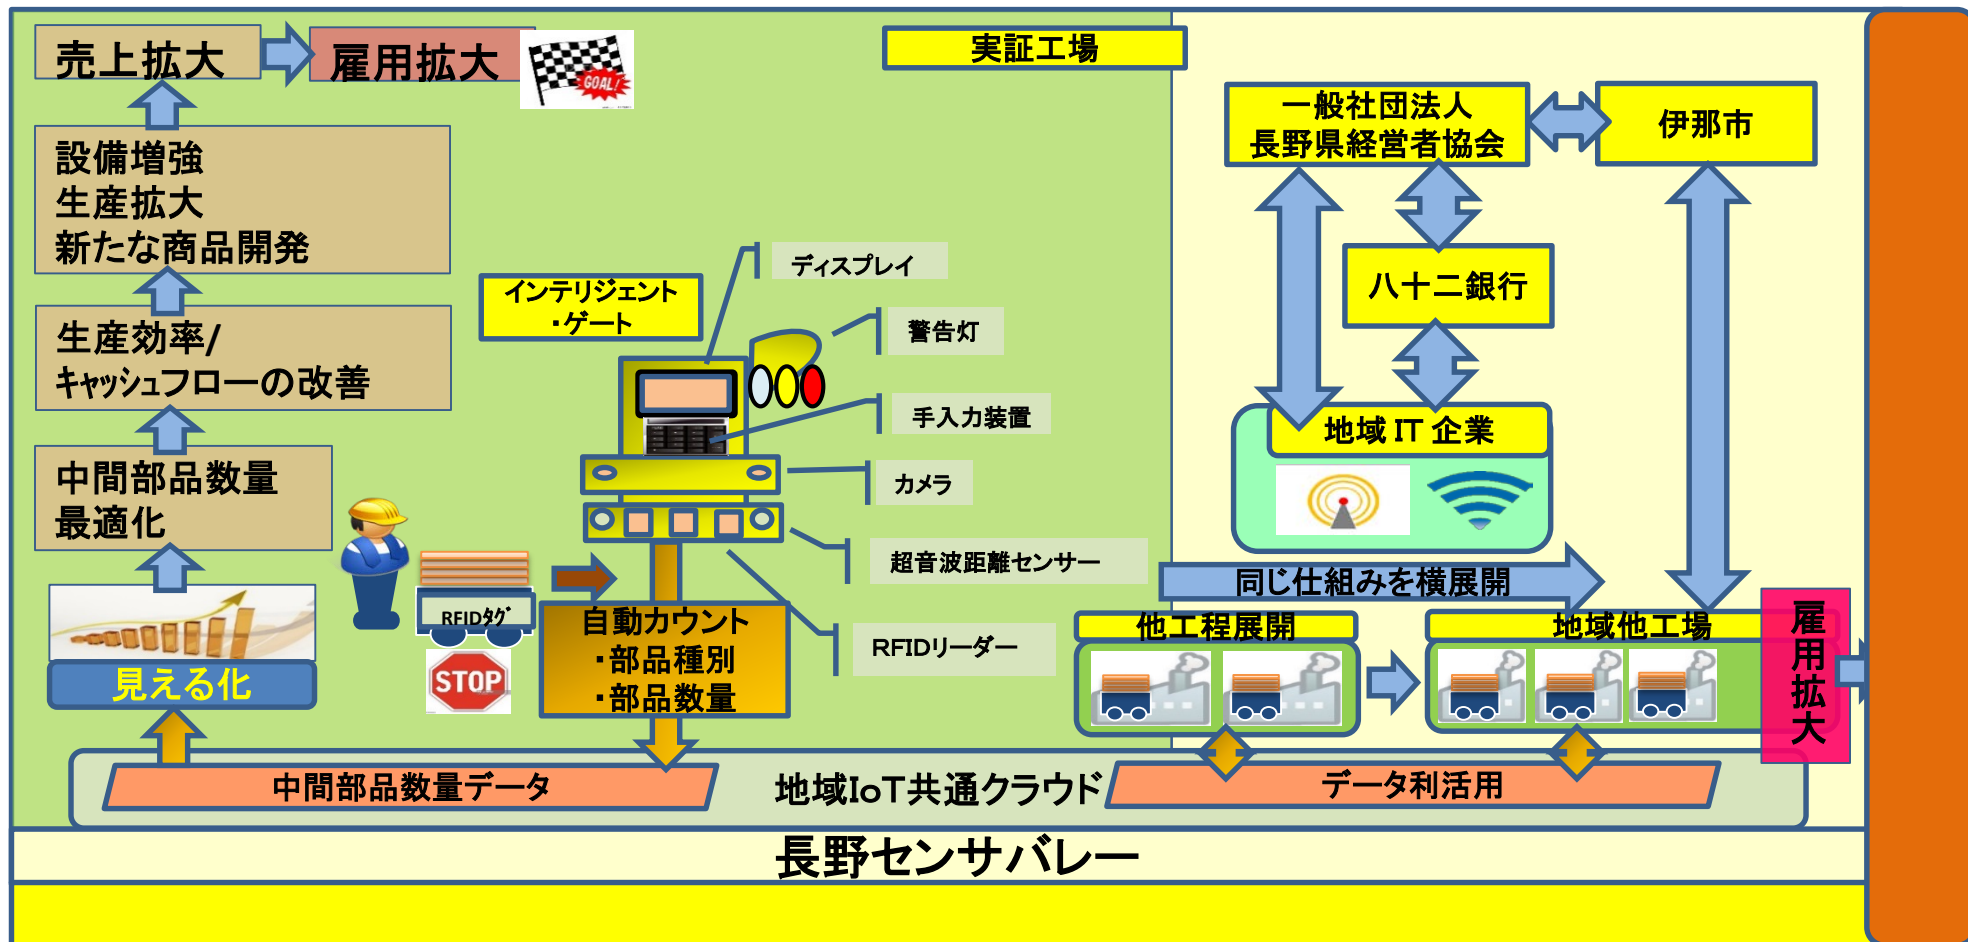 売上拡大
雇用拡大
GOAL!
実証工場
設備増強
生産拡大
新たな商品開発
生産効率/
キャッシュフローの改善
中間部品数量
最適化
見える化
インテリジェント
・ゲート
ディスプレイ
警告灯
手入力装置
カメラ
超音波距離センサー
RFIDリーダー
RFIDタグ
STOP
自動カウント
・部品種別
・部品数量
一般社団法人
長野県経営者協会
伊那市
八十二銀行
地域 IT 企業
同じ仕組みを横展開
他工程展開
地域他工場
雇用拡大
中間部品数量データ
地域IoT共通クラウド
データ利活用
長野センサバレー